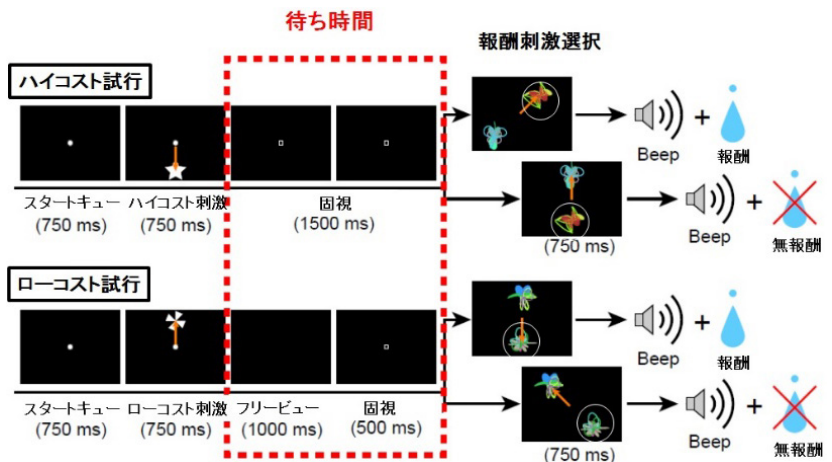 待ち時間
報酬刺激選択
ハイコスト試行
Beep
報酬
スタートキュー
(750 ms)
ハイコスト刺激
(750 ms)
固視
(1500 ms)
(750 ms)
Beep
無報酬
ローコスト試行
Beep
報酬
スタートキュー
(750 ms)
ローコスト刺激
(750 ms)
フリービュー
(1000 ms)
固視
(500 ms)
(750 ms)
Beep
無報酬